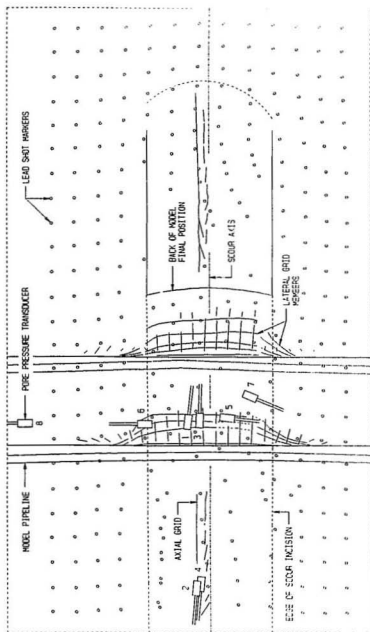 LEAD SHOT MARKERS
PORE PRESSURE TRANSDUCER
MODEL PIPELINE
8
BACK OF MODEL
FINAL POSITION
SCOUR AXIS
LATERAL GRID
MEMBERS
6
1
3
5
7
AXIAL GRID
2
4
EDGE OF SCOUR INCISION